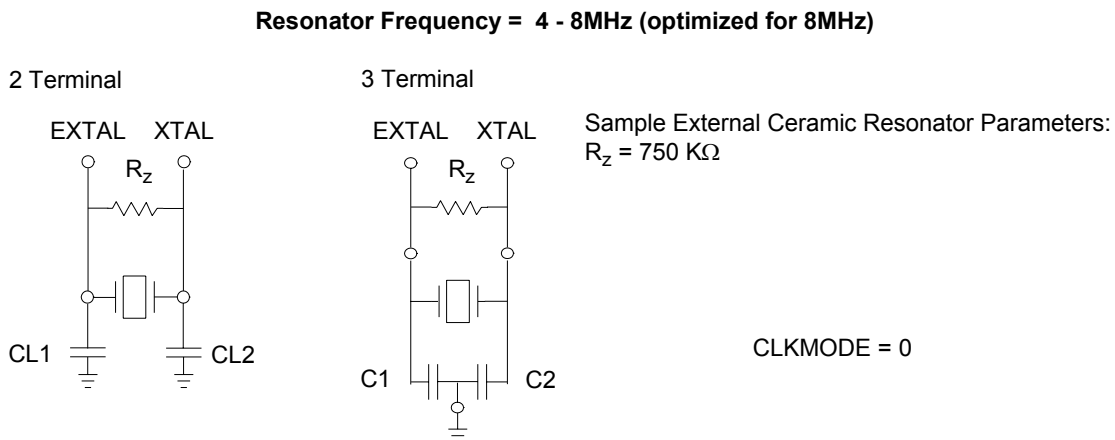 Resonator Frequency = 4 - 8MHz (optimized for 8MHz)
2 Terminal
EXTAL XTAL
Rz
CL1
CL2
3 Terminal
EXTAL XTAL
Rz
C1
C2
Sample External Ceramic Resonator Parameters:
Rz = 750 KΩ
CLKMODE = 0